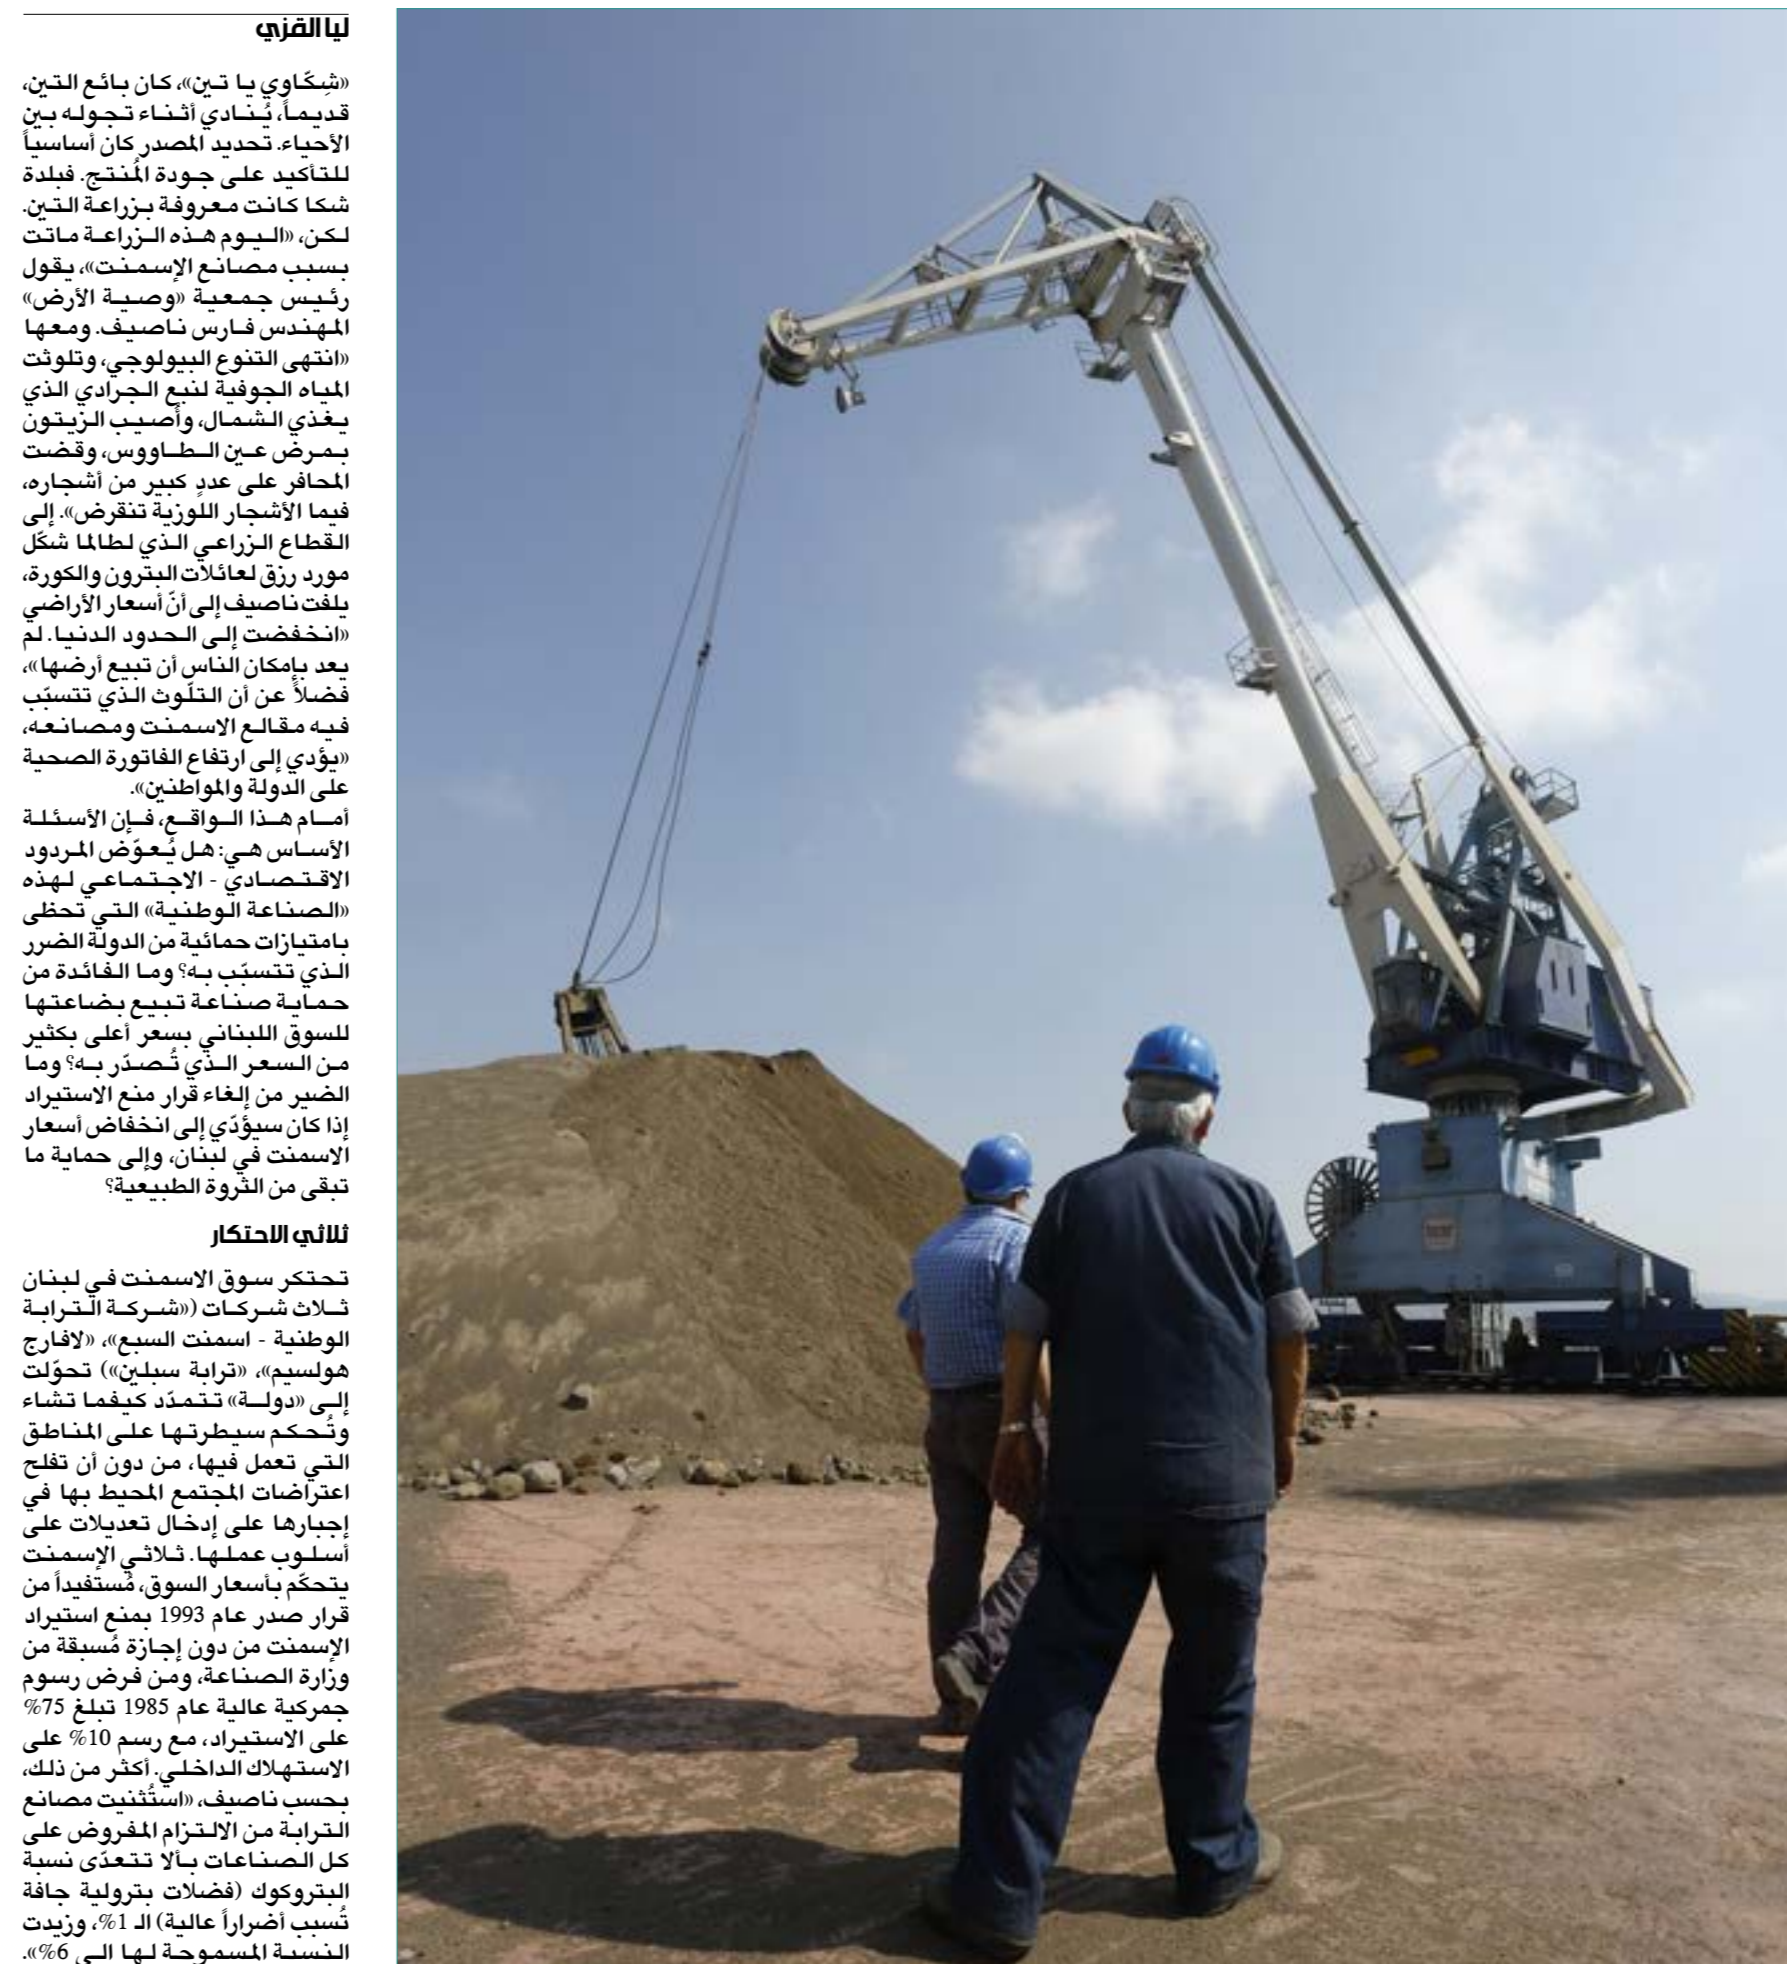 ليا القزي
«شِكّاوي يا تين»، كان بائع التين،
قديماً، يُنادي أثناء تجوله بين
الأحياء. تحديد المصدر كان أساسياً
للتأكيد على جودة المُنتج. فبلدة
شكا كانت معروفة بزراعة التين.
لكن، «اليوم هذه الزراعة ماتت
بسبب مصانع الإسمنت»، يقول
رئيس جمعية «وصية الأرض»
المهندس فارس ناصيف. ومعها
«انتهى التنوع البيولوجي، وتلوثت
المياه الجوفية لنبع الجرادي الذي
يغذي الشمال، وأُصيب الزيتون
بمرض عين الطاووس، وقضت
المحافر على عددٍ كبير من أشجاره،
فيما الأشجار اللّوزية تنقرض». إلى
القطاع الزراعي الذي لطالما شكّل
مورد رزق لعائلات البترون والكورة،
يلفت ناصيف إلى أنّ أسعار الأراضي
«انخفضت إلى الحدود الدنيا. لم
يعد بإمكان الناس أن تبيع أرضها»،
فضلاً عن أن التلّوث الذي تتسبّب
فيه مقالع الاسمنت ومصانعه،
«يؤدي إلى ارتفاع الفاتورة الصحية
على الدولة والمواطنين».
أمام هذا الواقع، فإن الأسئلة
الأساس هي: هل يُعوّض المردود
الاقتصادي - الاجتماعي لهذه
«الصناعة الوطنية» التي تحظى
بامتيازات حمائية من الدولة الضرر
الذي تتسبّب به؟ وما الفائدة من
حماية صناعة تبيع بضاعتها
للسوق اللبناني بسعر أعلى بكثير
من السعر الذي تُصدّر به؟ وما
الضير من إلغاء قرار منع الاستيراد
إذا كان سيؤدّي إلى انخفاض أسعار
الاسمنت في لبنان، وإلى حماية ما
تبقى من الثروة الطبيعية؟
ثلاثي الاحتكار
تحتكر سوق الاسمنت في لبنان
ثلاث شركات («شركة الترابة
الوطنية - اسمنت السبع»، «لافارج
هولسيم»، «ترابة سبلين») تحوّلت
إلى «دولة» تتمدّد كيفما تشاء
وتُحكم سيطرتها على المناطق
التي تعمل فيها، من دون أن تفلح
اعتراضات المجتمع المحيط بها في
إجبارها على إدخال تعديلات على
أسلوب عملها. ثلاثي الإسمنت
يتحكّم بأسعار السوق، مُستفيداً من
قرار صدر عام 1993 بمنع استيراد
الإسمنت من دون إجازة مُسبقة من
وزارة الصناعة، ومن فرض رسوم
جمركية عالية عام 1985 تبلغ 75%
على الاستيراد، مع رسم 10% على
الاستهلاك الداخلي. أكثر من ذلك،
بحسب ناصيف، «استُثنيت مصانع
الترابة من الالتزام المفروض على
كل الصناعات بألا تتعدّى نسبة
البتروكوك (فضلات بترولية جافة
تُسبب أضراراً عالية) الـ 1%، وزيدت
النسبة المسموحة لها الى 6%».